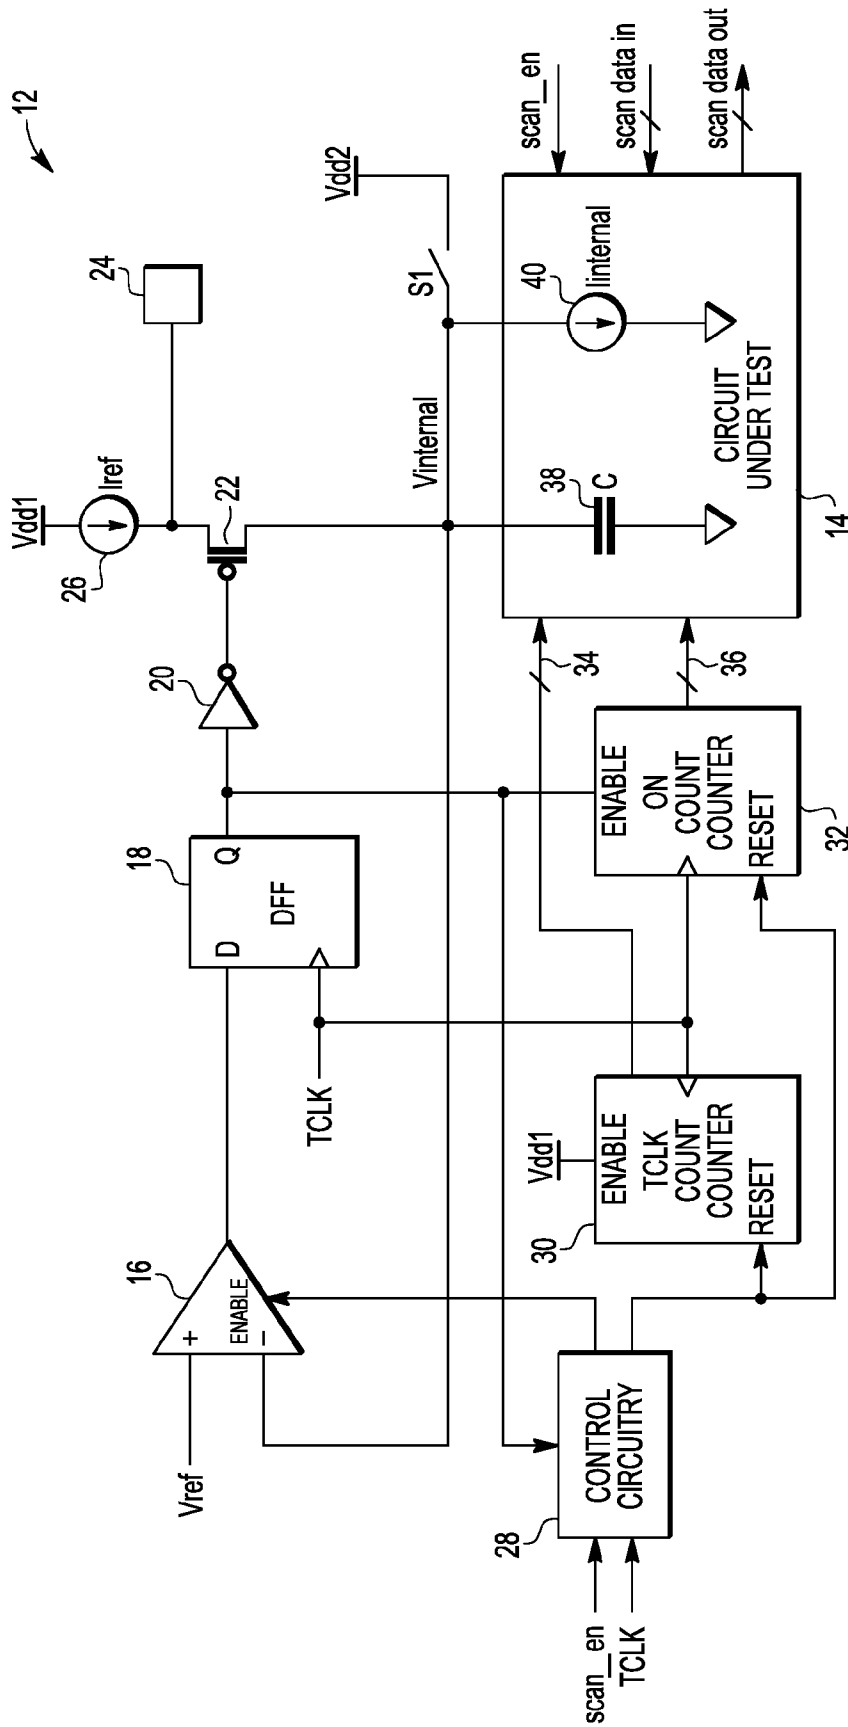 12
Vdd1
26
Iref
24
22
20
18
D
Q
DFF
TCLK
16
+
ENABLE
−
Vref
Vinternal
S1
Vdd2
scan_en
scan data in
scan data out
40
Iinternal
38
C
CIRCUIT
UNDER TEST
14
34
36
ENABLE
ON
COUNT
COUNTER
RESET
32
Vdd1
ENABLE
TCLK
COUNT
COUNTER
RESET
30
CONTROL
CIRCUITRY
28
scan_en
TCLK